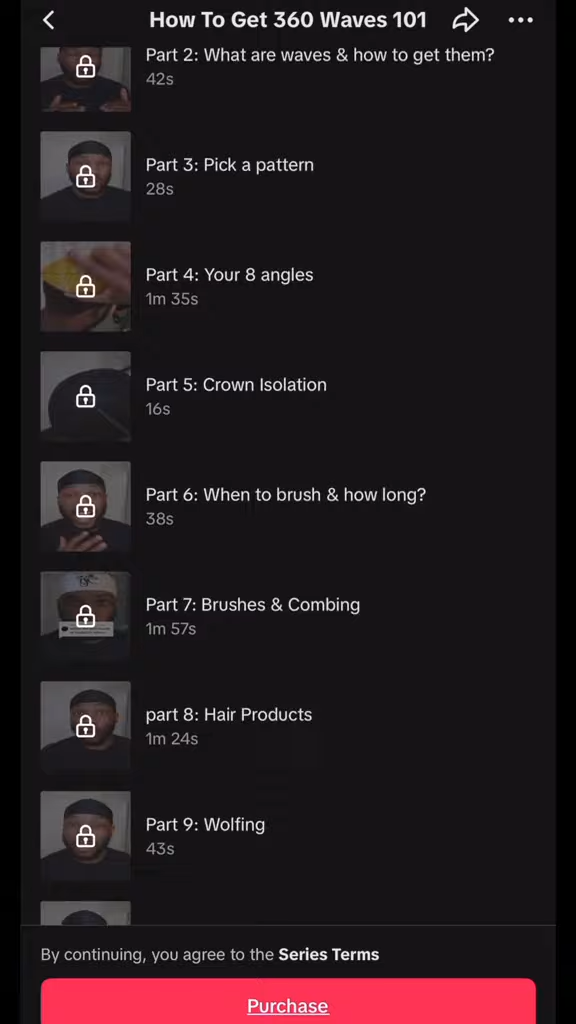 How To Get 360 Waves 101
Part 2: What are waves & how to get them?
42s
Part 3: Pick a pattern
28s
Part 4: Your 8 angles
1m 35s
Part 5: Crown Isolation
16s
Part 6: When to brush & how long?
38s
Part 7: Brushes & Combing
1m 57s
part 8: Hair Products
1m 24s
Part 9: Wolfing
43s
By continuing, you agree to the Series Terms
Purchase